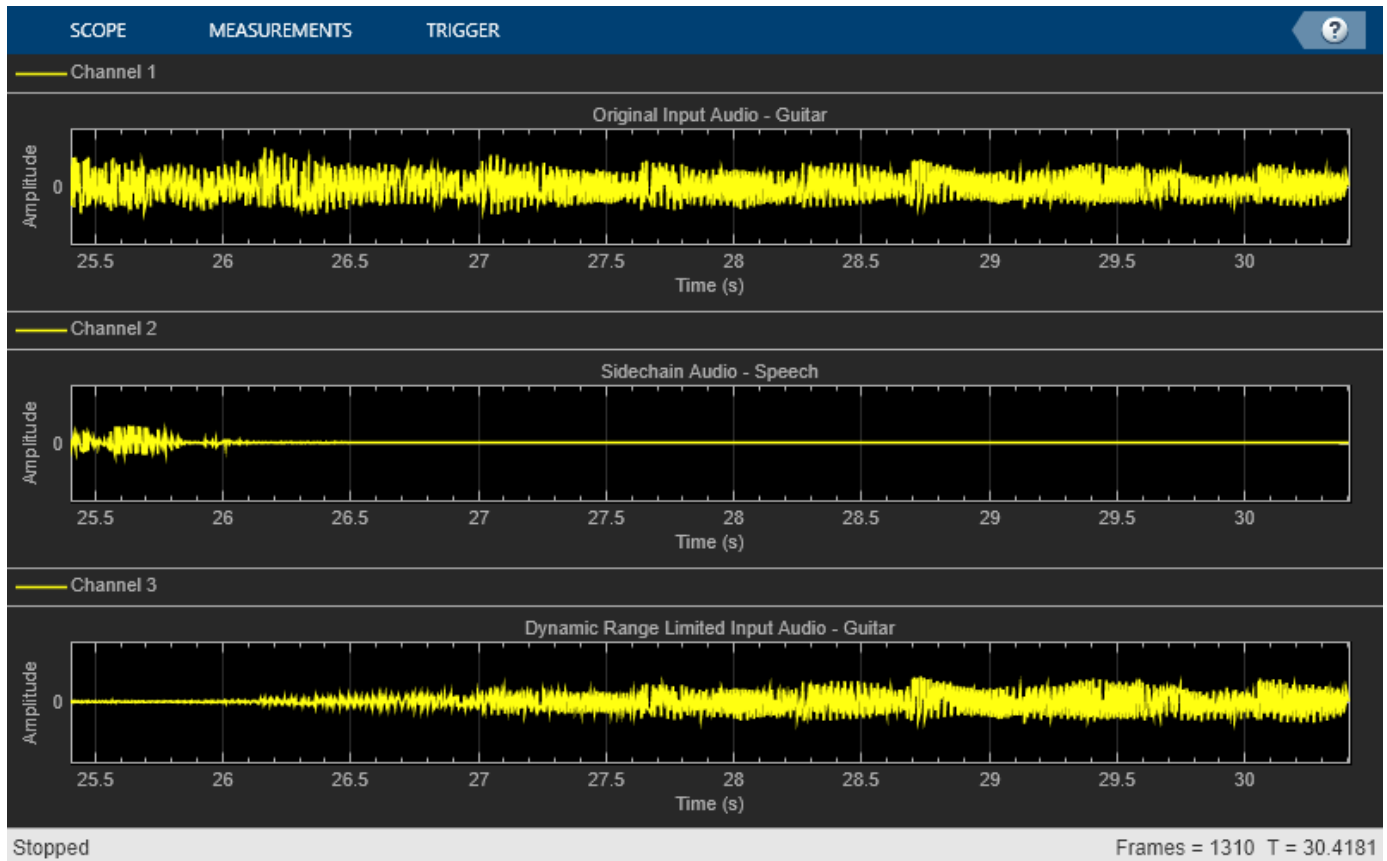 SCOPE MEASUREMENTS TRIGGER ?
Channel 1
Original Input Audio - Guitar
Amplitude
0
25.5 26 26.5 27 27.5 28 28.5 29 29.5 30
Time (s)
Channel 2
Sidechain Audio - Speech
Amplitude
0
25.5 26 26.5 27 27.5 28 28.5 29 29.5 30
Time (s)
Channel 3
Dynamic Range Limited Input Audio - Guitar
Amplitude
0
25.5 26 26.5 27 27.5 28 28.5 29 29.5 30
Time (s)
Stopped Frames = 1310 T = 30.4181